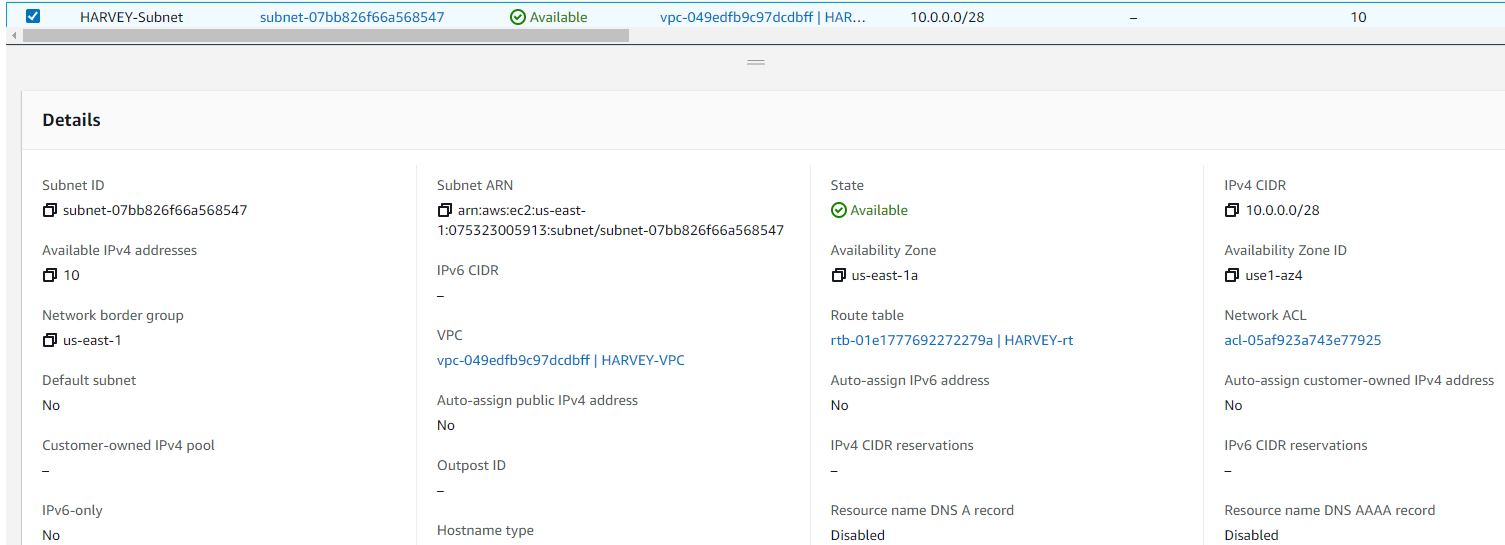 HARVEY-Subnet subnet-07bb826f66a568547 Available vpc-049edfb9c97dcdbff | HAR... 10.0.0.0/28 – 10
Details
Subnet ID
subnet-07bb826f66a568547
Available IPv4 addresses
10
Network border group
us-east-1
Default subnet
No
Customer-owned IPv4 pool
–
IPv6-only
No
Subnet ARN
arn:aws:ec2:us-east-
1:075323005913:subnet/subnet-07bb826f66a568547
IPv6 CIDR
–
VPC
vpc-049edfb9c97dcdbff | HARVEY-VPC
Auto-assign public IPv4 address
No
Outpost ID
–
Hostname type
State
Available
Availability Zone
us-east-1a
Route table
rtb-01e1777692272279a | HARVEY-rt
Auto-assign IPv6 address
No
IPv4 CIDR reservations
–
Resource name DNS A record
Disabled
IPv4 CIDR
10.0.0.0/28
Availability Zone ID
use1-az4
Network ACL
acl-05af923a743e77925
Auto-assign customer-owned IPv4 address
No
IPv6 CIDR reservations
–
Resource name DNS AAAA record
Disabled